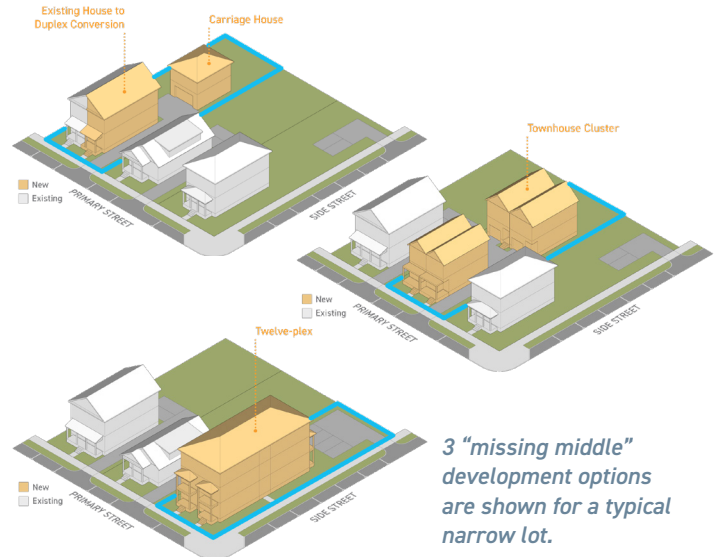 Existing House to
Duplex Conversion
Carriage House
New
Existing
PRIMARY STREET
SIDE STREET
Townhouse Cluster
New
Existing
PRIMARY STREET
SIDE STREET
Twelve-plex
New
Existing
PRIMARY STREET
SIDE STREET
3 “missing middle”
development options
are shown for a typical
narrow lot.